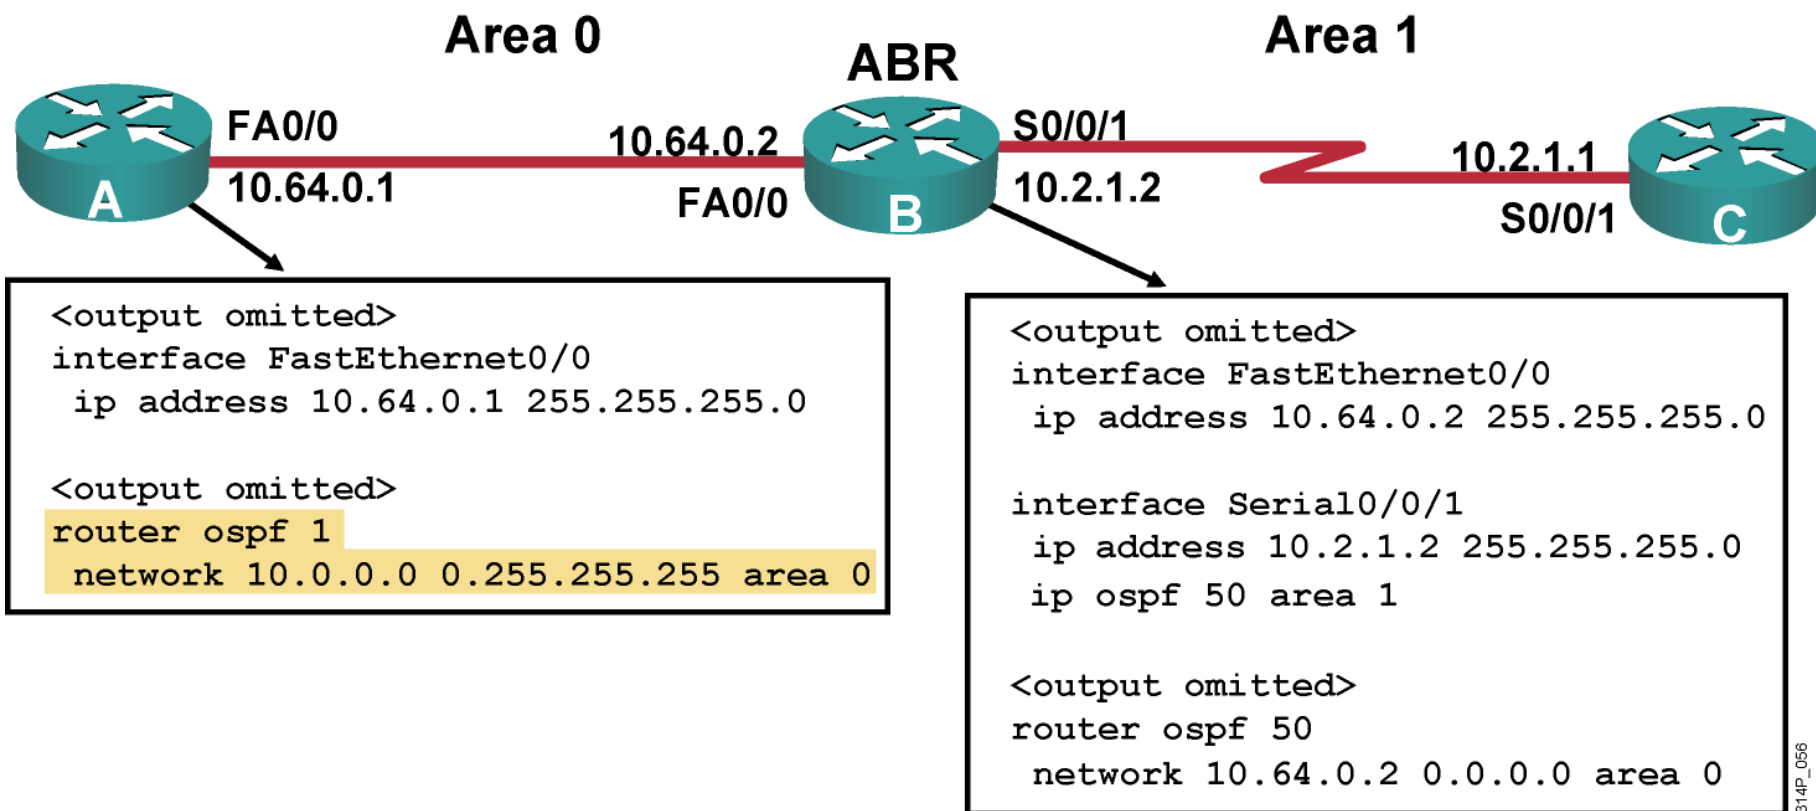 Area 0
Area 1
ABR
FA0/0
10.64.0.2
S0/0/1
10.2.1.1
10.64.0.1
FA0/0
10.2.1.2
S0/0/1
A
B
C
<output omitted>
interface FastEthernet0/0
ip address 10.64.0.1 255.255.255.0
<output omitted>
router ospf 1
network 10.0.0.0 0.255.255.255 area 0
<output omitted>
interface FastEthernet0/0
ip address 10.64.0.2 255.255.255.0
interface Serial0/0/1
ip address 10.2.1.2 255.255.255.0
ip ospf 50 area 1
<output omitted>
router ospf 50
network 10.64.0.2 0.0.0.0 area 0
314P_056